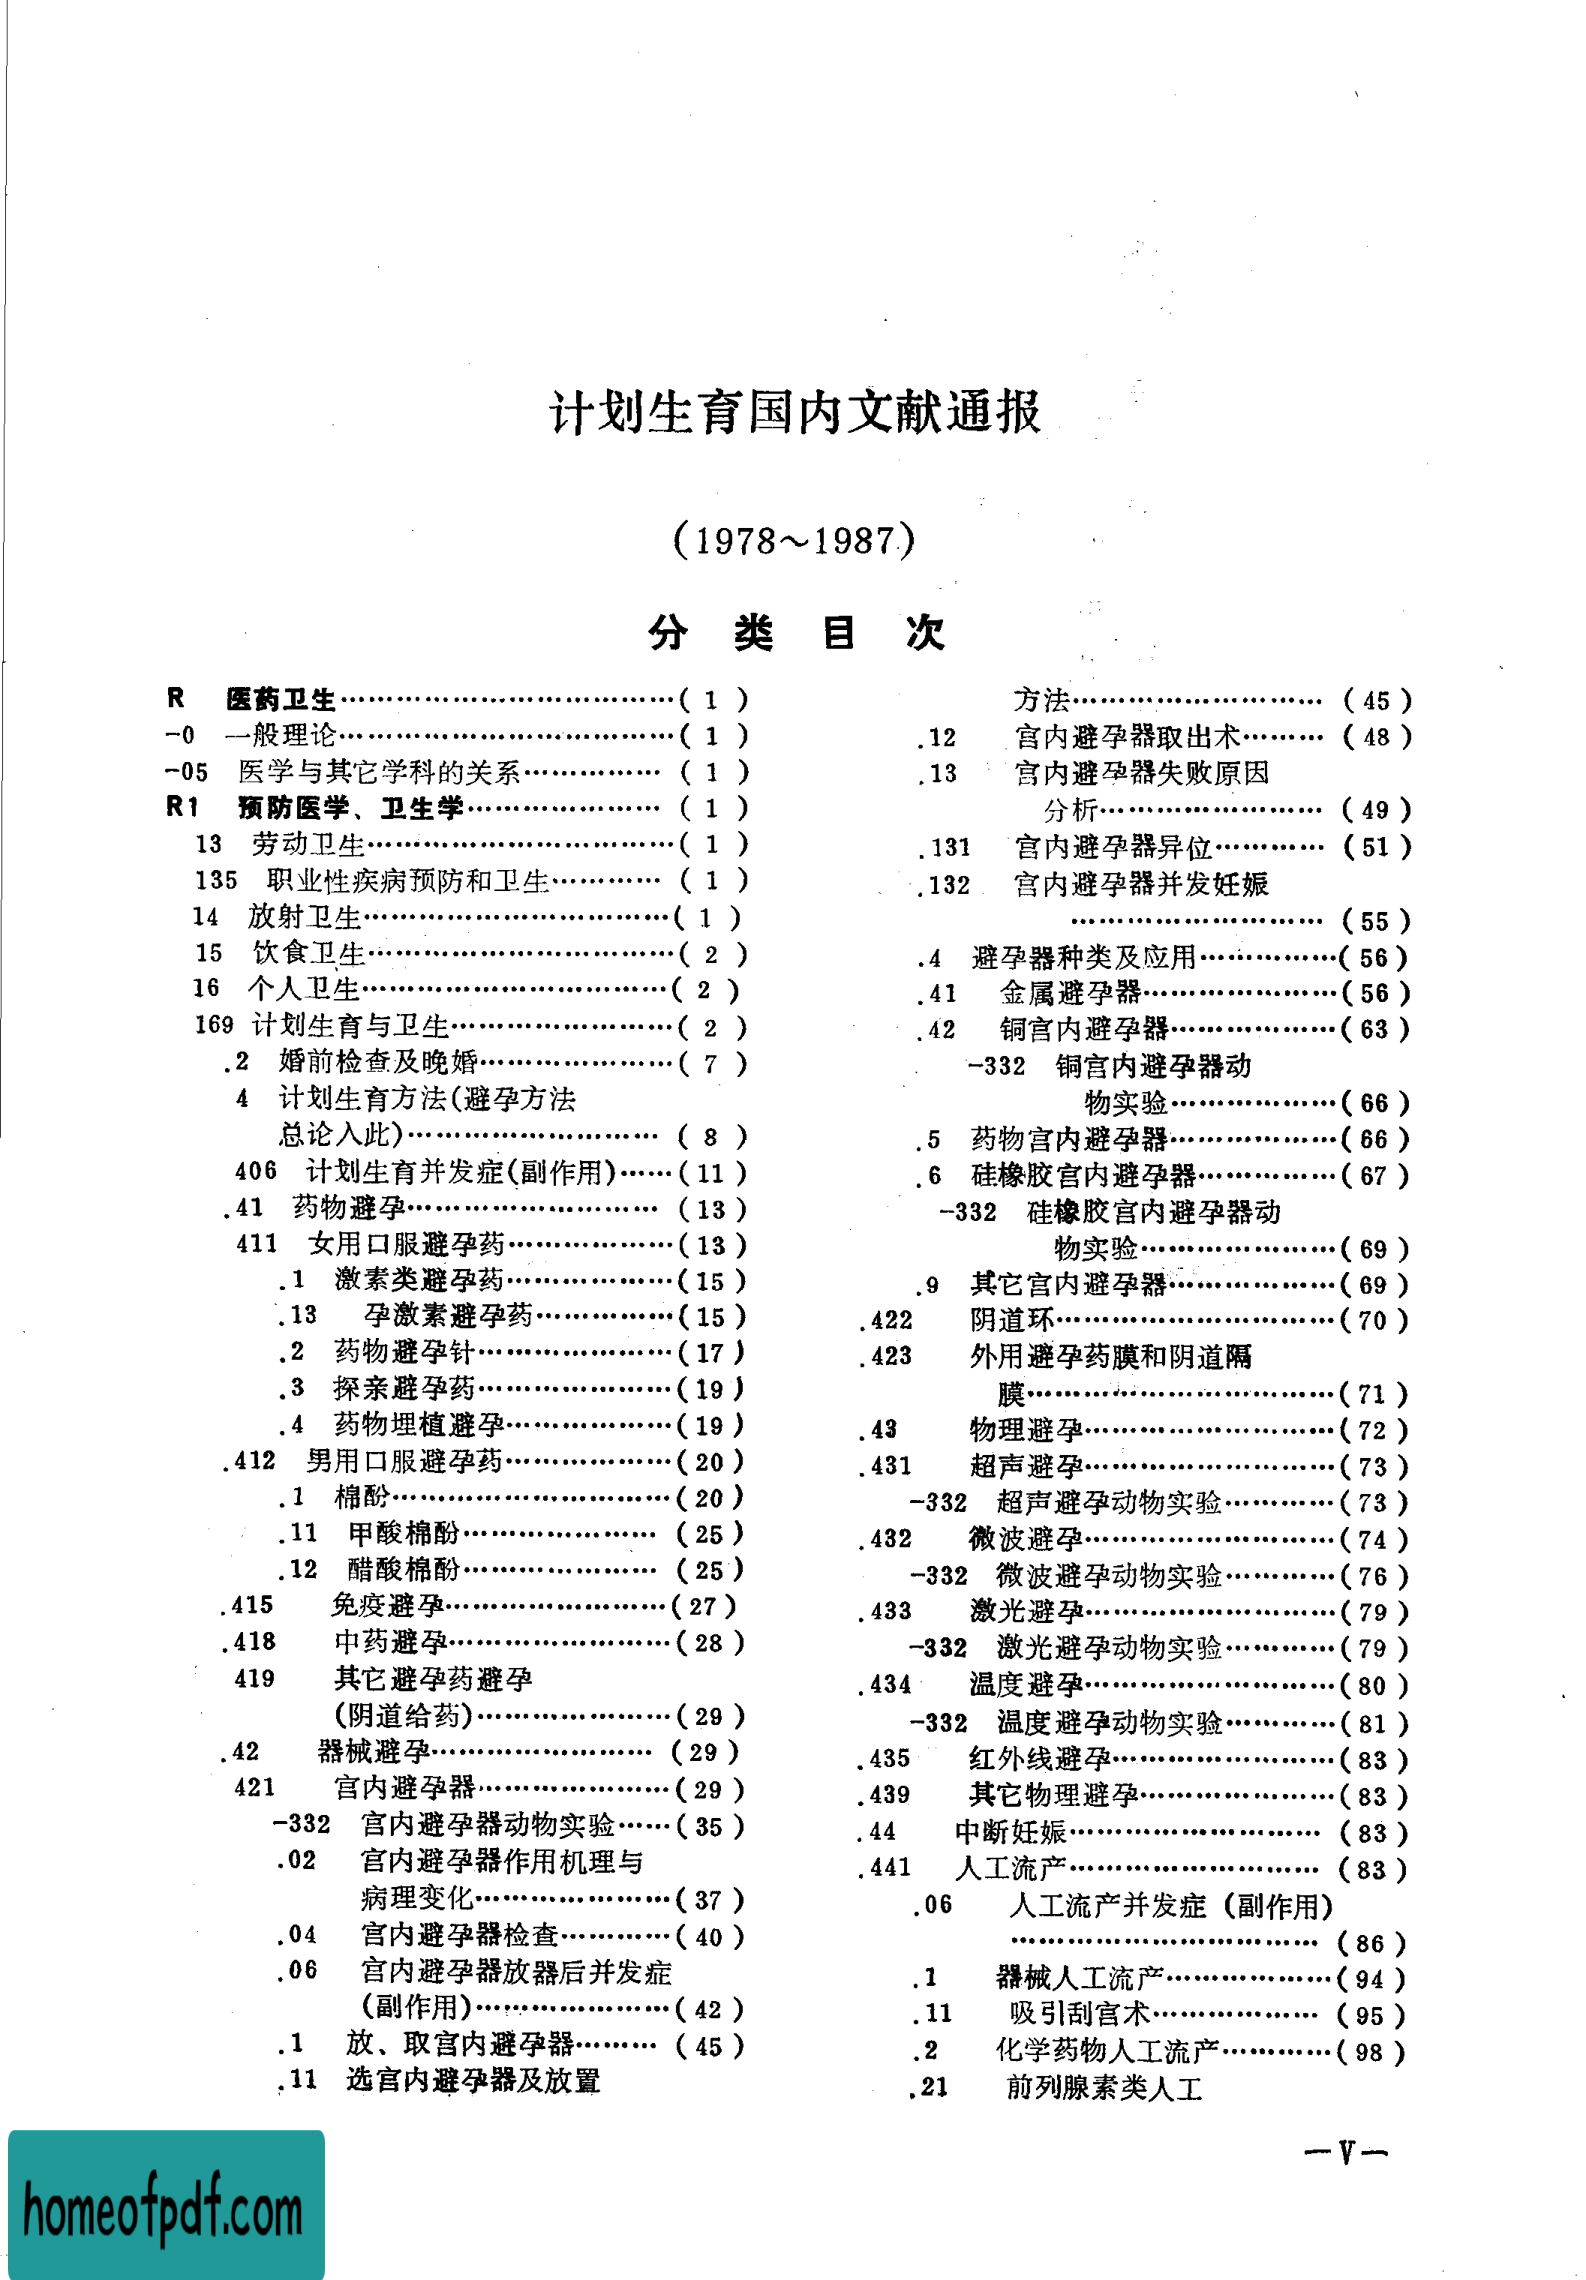 计划生育国内文献通报
(1978～1987)
分 类 目 次
R 医药卫生…………………………………( 1 )
-0 一般理论…………………………………( 1 )
-05 医学与其它学科的关系……………( 1 )
R1 预防医学、卫生学…………………( 1 )
13 劳动卫生………………………………( 1 )
135 职业性疾病预防和卫生…………( 1 )
14 放射卫生………………………………( 1 )
15 饮食卫生………………………………( 2 )
16 个人卫生………………………………( 2 )
169 计划生育与卫生……………………( 2 )
.2 婚前检查及晚婚…………………( 7 )
4 计划生育方法(避孕方法
总论入此)………………………( 8 )
406 计划生育并发症(副作用)……(11)
.41 药物避孕………………………(13)
411 女用口服避孕药………………(13)
.1 激素类避孕药………………(15)
.13 孕激素避孕药……………(15)
.2 药物避孕针…………………(17)
.3 探亲避孕药…………………(19)
.4 药物埋植避孕………………(19)
.412 男用口服避孕药………………(20)
.1 棉酚…………………………(20)
.11 甲酸棉酚…………………(25)
.12 醋酸棉酚…………………(25)
.415 免疫避孕……………………(27)
.418 中药避孕……………………(28)
419 其它避孕药避孕
(阴道给药)…………………(29)
.42 器械避孕……………………(29)
421 宫内避孕器…………………(29)
-332 宫内避孕器动物实验……(35)
.02 宫内避孕器作用机理与
病理变化…………………(37)
.04 宫内避孕器检查…………(40)
.06 宫内避孕器放器后并发症
(副作用)…………………(42)
.1 放、取宫内避孕器………(45)
.11 选宫内避孕器及放置
方法………………………(45)
.12 宫内避孕器取出术………(48)
.13 宫内避孕器失败原因
分析……………………(49)
.131 宫内避孕器异位…………(51)
.132 宫内避孕器并发妊娠
………………………(55)
.4 避孕器种类及应用……………(56)
.41 金属避孕器…………………(56)
.42 铜宫内避孕器………………(63)
-332 铜宫内避孕器动
物实验………………(66)
.5 药物宫内避孕器………………(66)
.6 硅橡胶宫内避孕器……………(67)
-332 硅橡胶宫内避孕器动
物实验…………………(69)
.9 其它宫内避孕器………………(69)
.422 阴道环…………………………(70)
.423 外用避孕药膜和阴道隔
膜……………………………(71)
.43 物理避孕………………………(72)
.431 超声避孕………………………(73)
-332 超声避孕动物实验…………(73)
.432 微波避孕………………………(74)
-332 微波避孕动物实验…………(76)
.433 激光避孕………………………(79)
-332 激光避孕动物实验…………(79)
.434 温度避孕………………………(80)
-332 温度避孕动物实验…………(81)
.435 红外线避孕……………………(83)
.439 其它物理避孕…………………(83)
.44 中断妊娠………………………(83)
.441 人工流产………………………(83)
.06 人工流产并发症（副作用）
……………………………(86)
.1 器械人工流产………………(94)
.11 吸引刮宫术………………(95)
.2 化学药物人工流产…………(98)
.21 前列腺素类人工
—V—
homeofpdf.com